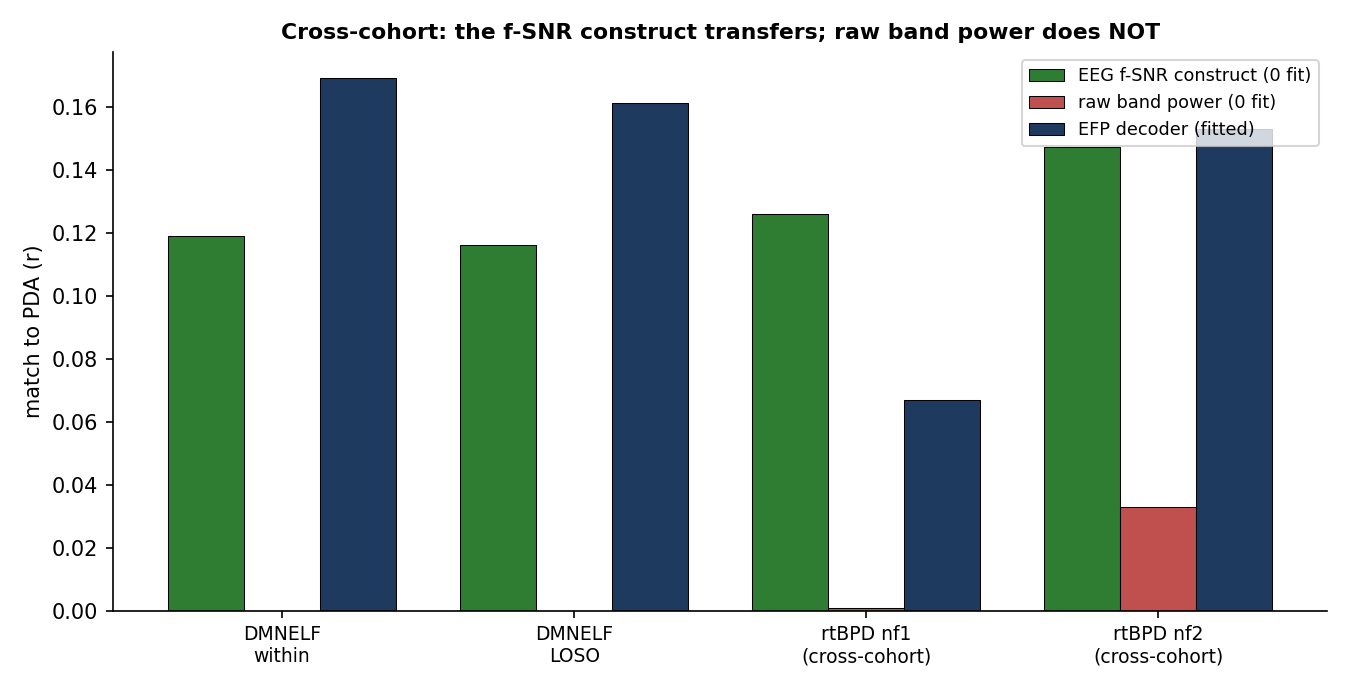 Cross-cohort: the f-SNR construct transfers; raw band power does NOT
EEG f-SNR construct (0 fit)
raw band power (0 fit)
EFP decoder (fitted)
match to PDA (r)
0.16
0.14
0.12
0.10
0.08
0.06
0.04
0.02
0.00
DMNELF
within
DMNELF
LOSO
rtBPD nf1
(cross-cohort)
rtBPD nf2
(cross-cohort)